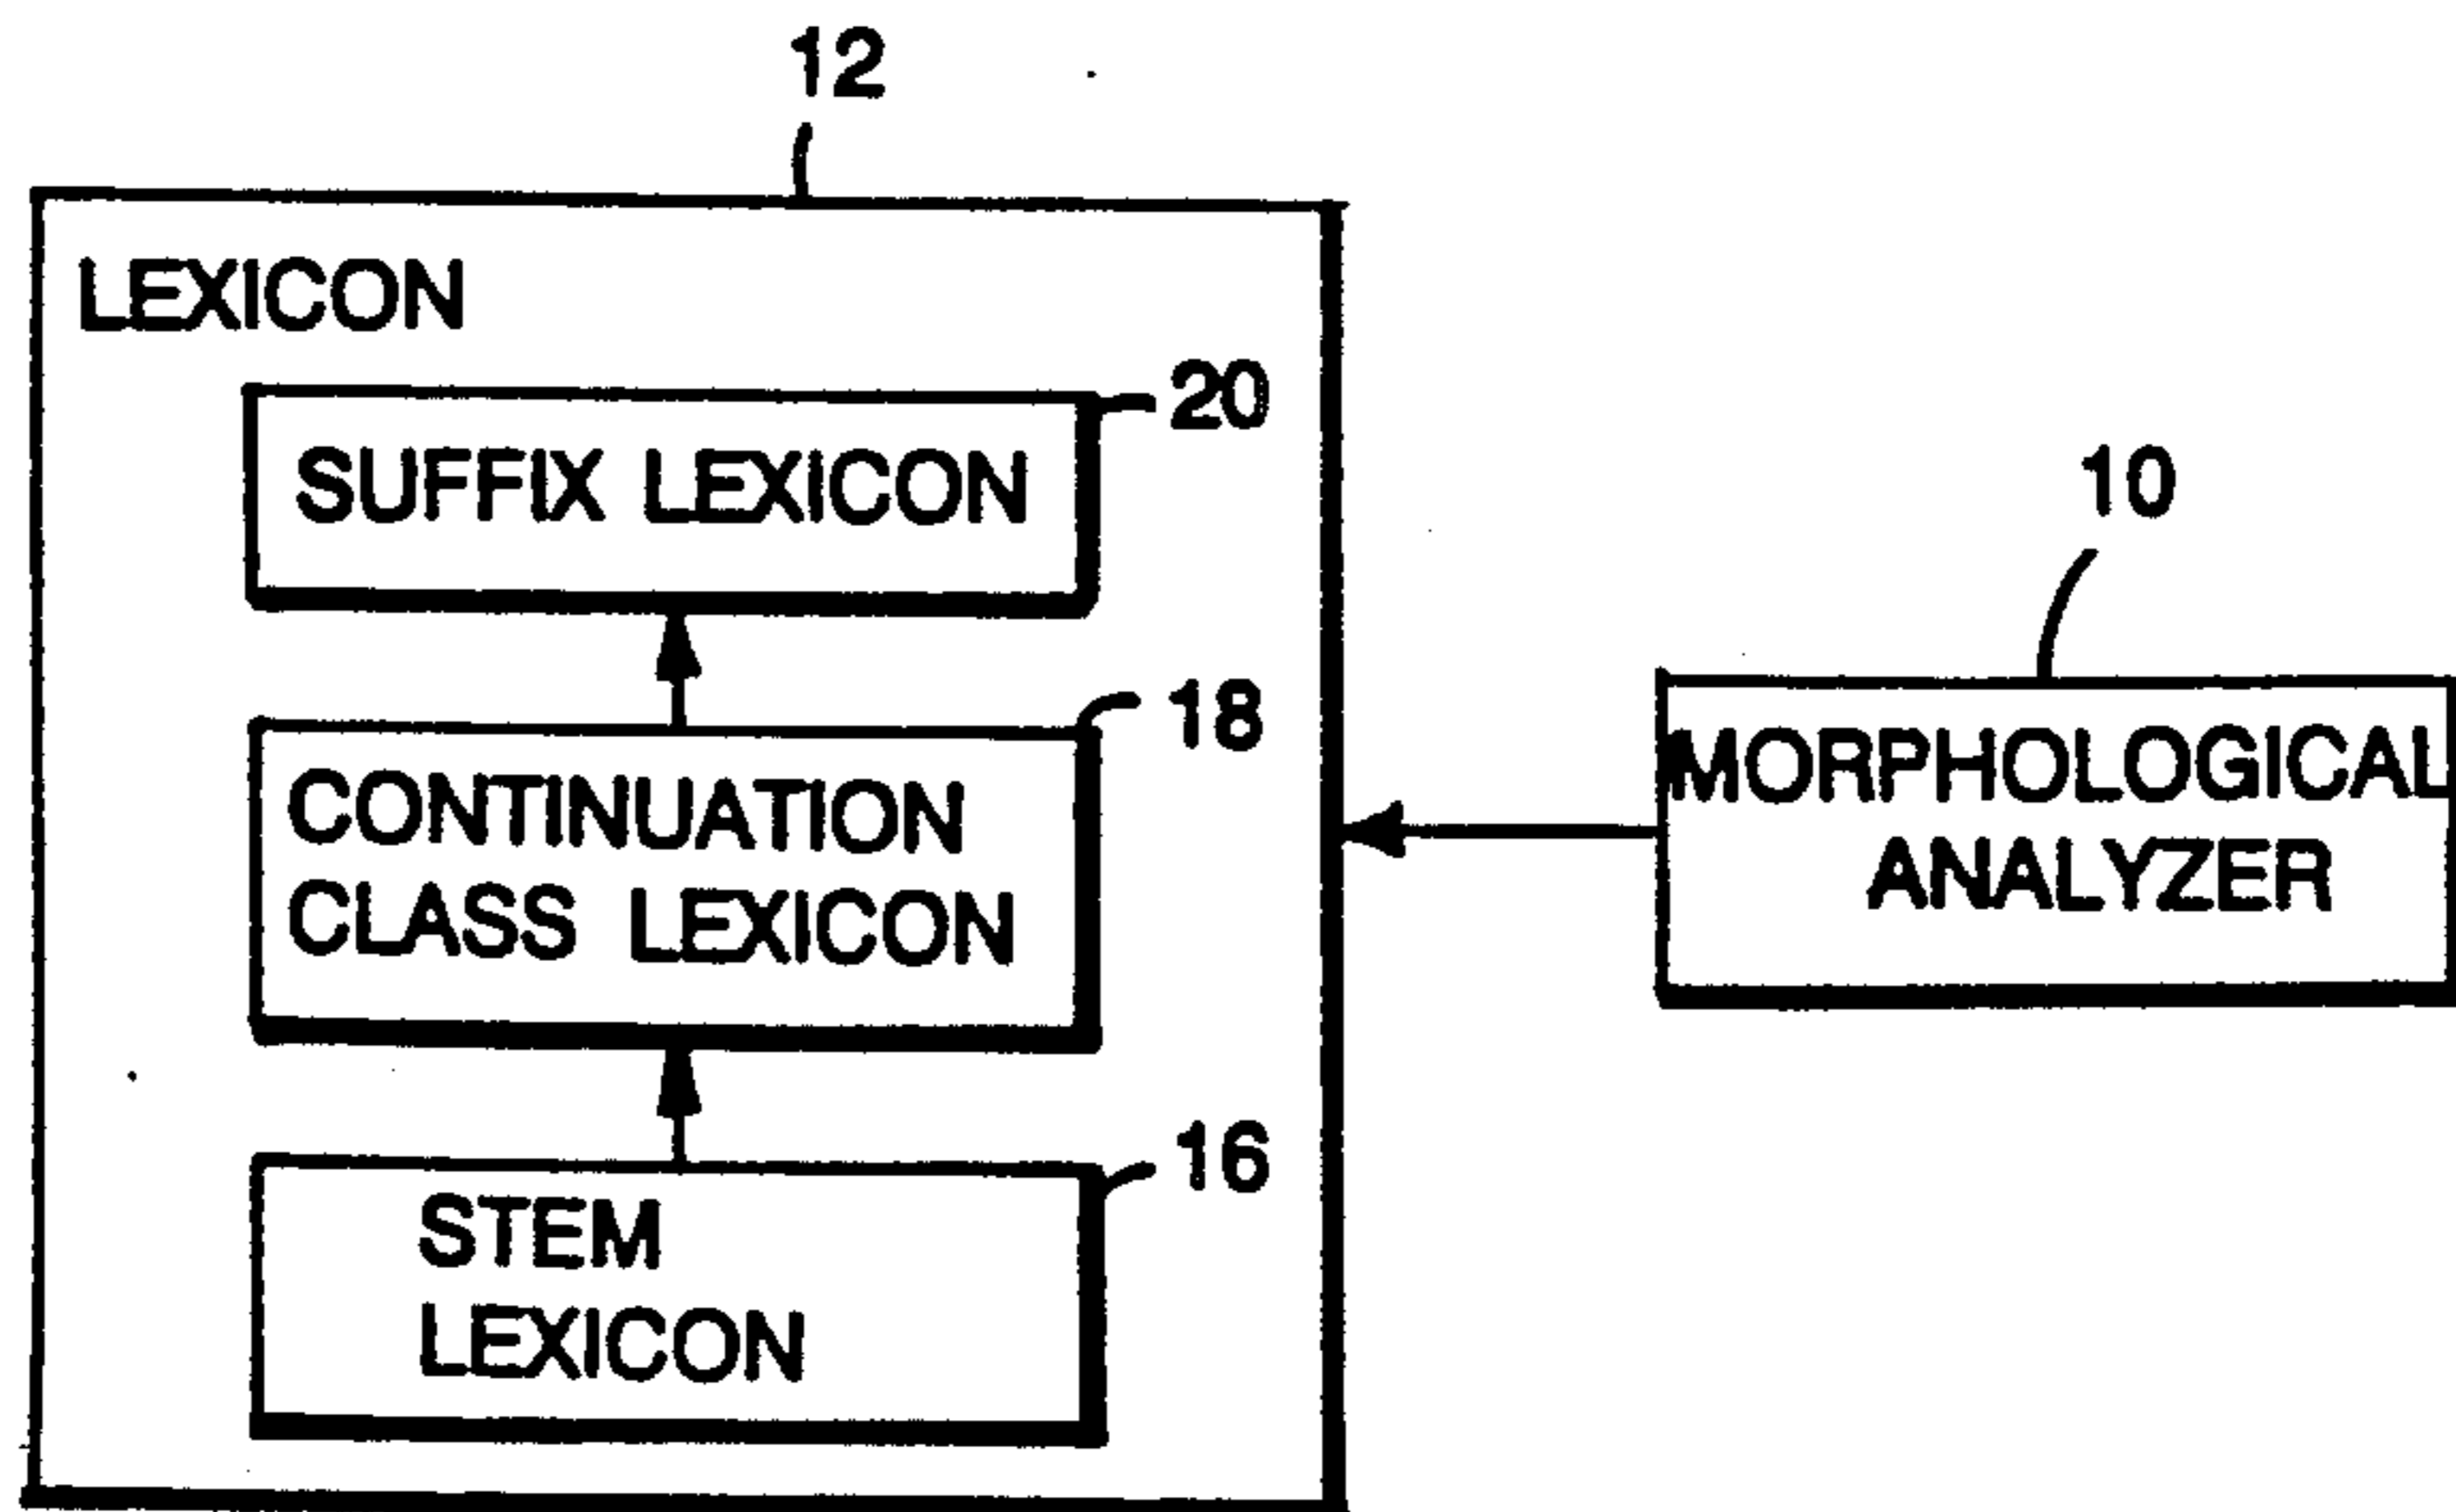 12
LEXICON
20
SUFFIX LEXICON
18
CONTINUATION
CLASS LEXICON
16
STEM
LEXICON
10
MORPHOLOGICAL
ANALYZER